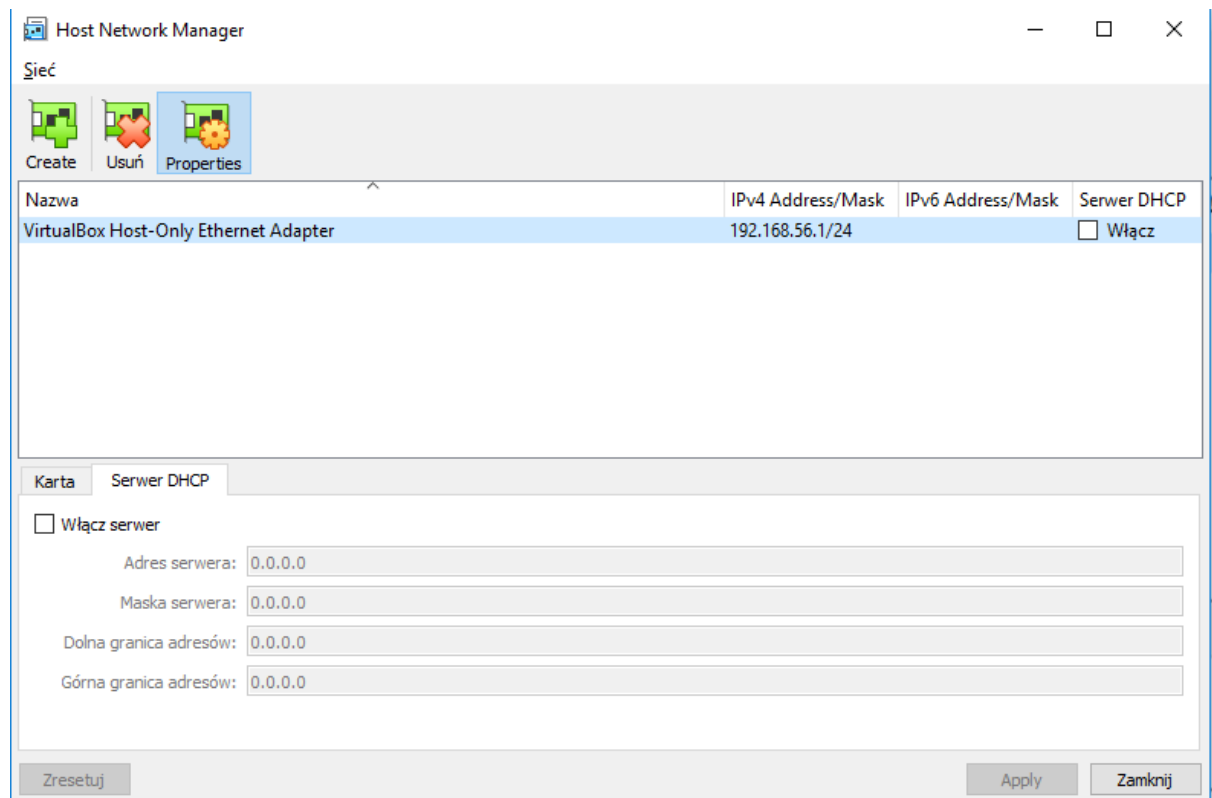 Host Network Manager
Sieć
Create Usuń Properties
Nazwa IPv4 Address/Mask IPv6 Address/Mask Serwer DHCP
VirtualBox Host-Only Ethernet Adapter 192.168.56.1/24 Włącz
Karta Serwer DHCP
Włącz serwer
Adres serwera: 0.0.0.0
Maska serwera: 0.0.0.0
Dolna granica adresów: 0.0.0.0
Górna granica adresów: 0.0.0.0
Zresetuj Apply Zamknij